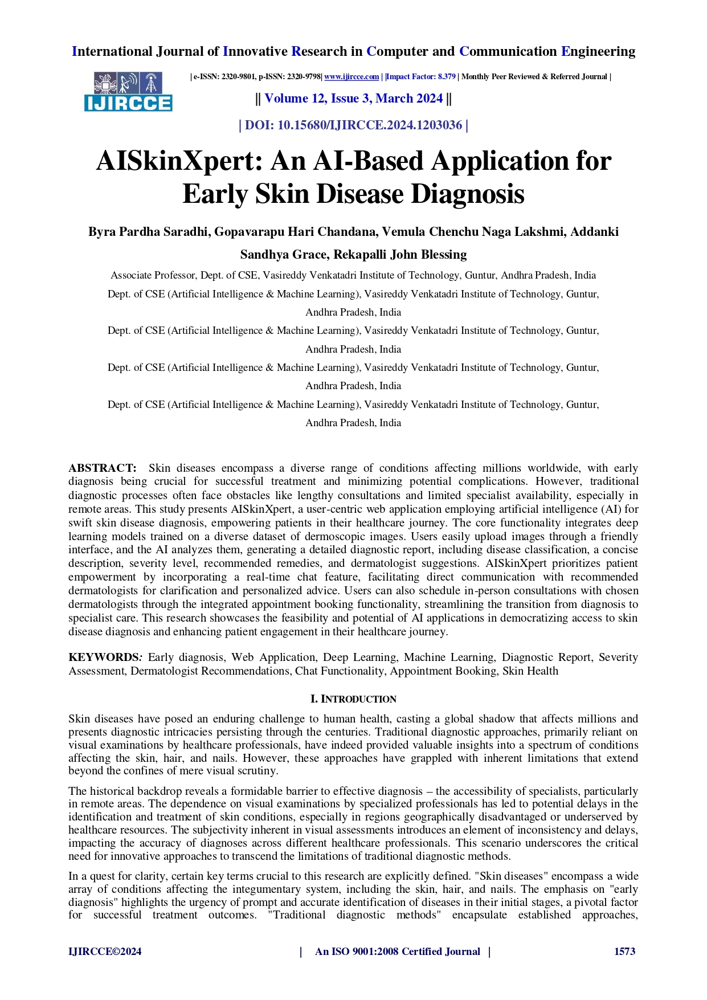 International Journal of Innovative Research in Computer and Communication Engineering
| e-ISSN: 2320-9801, p-ISSN: 2320-9798| www.ijircce.com | |Impact Factor: 8.379 | Monthly Peer Reviewed & Referred Journal |
IJIRCCE
|| Volume 12, Issue 3, March 2024 ||
| DOI: 10.15680/IJIRCCE.2024.1203036 |
AISkinXpert: An AI-Based Application for
Early Skin Disease Diagnosis
Byra Pardha Saradhi, Gopavarapu Hari Chandana, Vemula Chenchu Naga Lakshmi, Addanki
Sandhya Grace, Rekapalli John Blessing
Associate Professor, Dept. of CSE, Vasireddy Venkatadri Institute of Technology, Guntur, Andhra Pradesh, India
Dept. of CSE (Artificial Intelligence & Machine Learning), Vasireddy Venkatadri Institute of Technology, Guntur,
Andhra Pradesh, India
Dept. of CSE (Artificial Intelligence & Machine Learning), Vasireddy Venkatadri Institute of Technology, Guntur,
Andhra Pradesh, India
Dept. of CSE (Artificial Intelligence & Machine Learning), Vasireddy Venkatadri Institute of Technology, Guntur,
Andhra Pradesh, India
Dept. of CSE (Artificial Intelligence & Machine Learning), Vasireddy Venkatadri Institute of Technology, Guntur,
Andhra Pradesh, India
ABSTRACT: Skin diseases encompass a diverse range of conditions affecting millions worldwide, with early
diagnosis being crucial for successful treatment and minimizing potential complications. However, traditional
diagnostic processes often face obstacles like lengthy consultations and limited specialist availability, especially in
remote areas. This study presents AISkinXpert, a user-centric web application employing artificial intelligence (AI) for
swift skin disease diagnosis, empowering patients in their healthcare journey. The core functionality integrates deep
learning models trained on a diverse dataset of dermoscopic images. Users easily upload images through a friendly
interface, and the AI analyzes them, generating a detailed diagnostic report, including disease classification, a concise
description, severity level, recommended remedies, and dermatologist suggestions. AISkinXpert prioritizes patient
empowerment by incorporating a real-time chat feature, facilitating direct communication with recommended
dermatologists for clarification and personalized advice. Users can also schedule in-person consultations with chosen
dermatologists through the integrated appointment booking functionality, streamlining the transition from diagnosis to
specialist care. This research showcases the feasibility and potential of AI applications in democratizing access to skin
disease diagnosis and enhancing patient engagement in their healthcare journey.
KEYWORDS: Early diagnosis, Web Application, Deep Learning, Machine Learning, Diagnostic Report, Severity
Assessment, Dermatologist Recommendations, Chat Functionality, Appointment Booking, Skin Health
I. INTRODUCTION
Skin diseases have posed an enduring challenge to human health, casting a global shadow that affects millions and
presents diagnostic intricacies persisting through the centuries. Traditional diagnostic approaches, primarily reliant on
visual examinations by healthcare professionals, have indeed provided valuable insights into a spectrum of conditions
affecting the skin, hair, and nails. However, these approaches have grappled with inherent limitations that extend
beyond the confines of mere visual scrutiny.
The historical backdrop reveals a formidable barrier to effective diagnosis – the accessibility of specialists, particularly
in remote areas. The dependence on visual examinations by specialized professionals has led to potential delays in the
identification and treatment of skin conditions, especially in regions geographically disadvantaged or underserved by
healthcare resources. The subjectivity inherent in visual assessments introduces an element of inconsistency and delays,
impacting the accuracy of diagnoses across different healthcare professionals. This scenario underscores the critical
need for innovative approaches to transcend the limitations of traditional diagnostic methods.
In a quest for clarity, certain key terms crucial to this research are explicitly defined. "Skin diseases" encompass a wide
array of conditions affecting the integumentary system, including the skin, hair, and nails. The emphasis on "early
diagnosis" highlights the urgency of prompt and accurate identification of diseases in their initial stages, a pivotal factor
for successful treatment outcomes. "Traditional diagnostic methods" encapsulate established approaches,
IJIRCCE©2024 | An ISO 9001:2008 Certified Journal | 1573